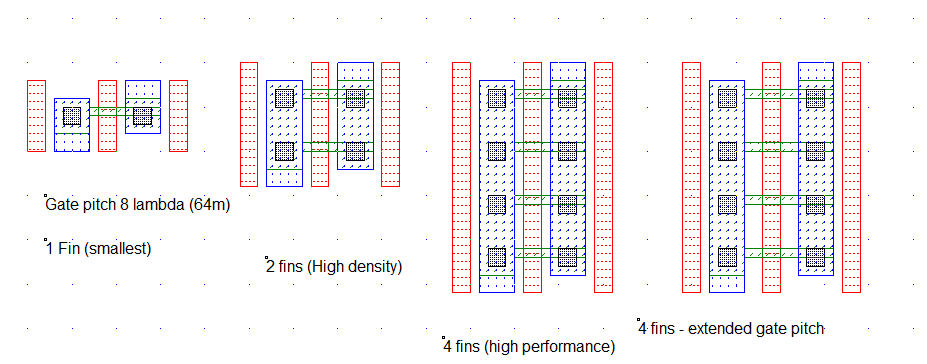 Gate pitch 8 lambda (64m)
1 Fin (smallest)
2 fins (High density)
4 fins (high performance)
4 fins - extended gate pitch